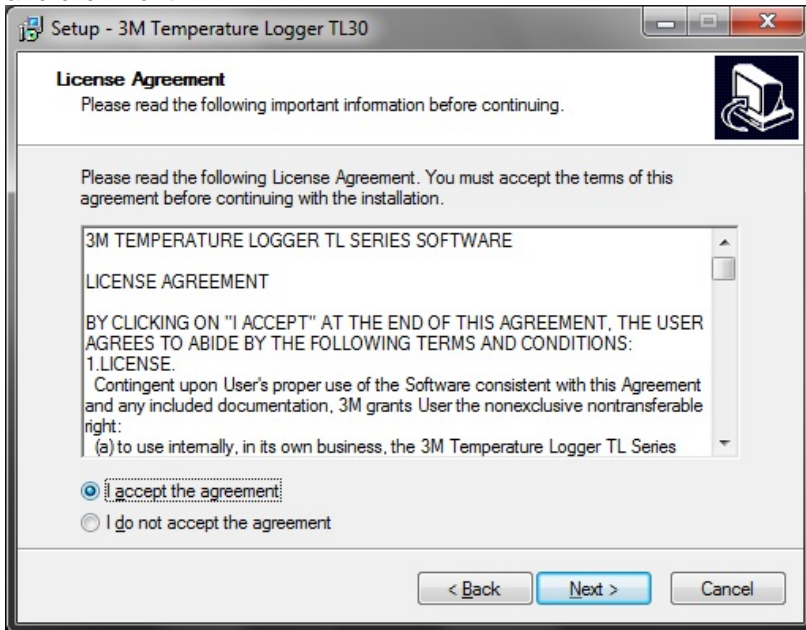 Setup - 3M Temperature Logger TL30
License Agreement
Please read the following important information before continuing.
Please read the following License Agreement. You must accept the terms of this
agreement before continuing with the installation.
3M TEMPERATURE LOGGER TL SERIES SOFTWARE
LICENSE AGREEMENT
BY CLICKING ON "I ACCEPT" AT THE END OF THIS AGREEMENT, THE USER
AGREES TO ABIDE BY THE FOLLOWING TERMS AND CONDITIONS:
1.LICENSE.
Contingent upon User's proper use of the Software consistent with this Agreement
and any included documentation, 3M grants User the nonexclusive nontransferable
right:
(a) to use internally, in its own business, the 3M Temperature Logger TL Series
I accept the agreement
I do not accept the agreement
< Back Next > Cancel